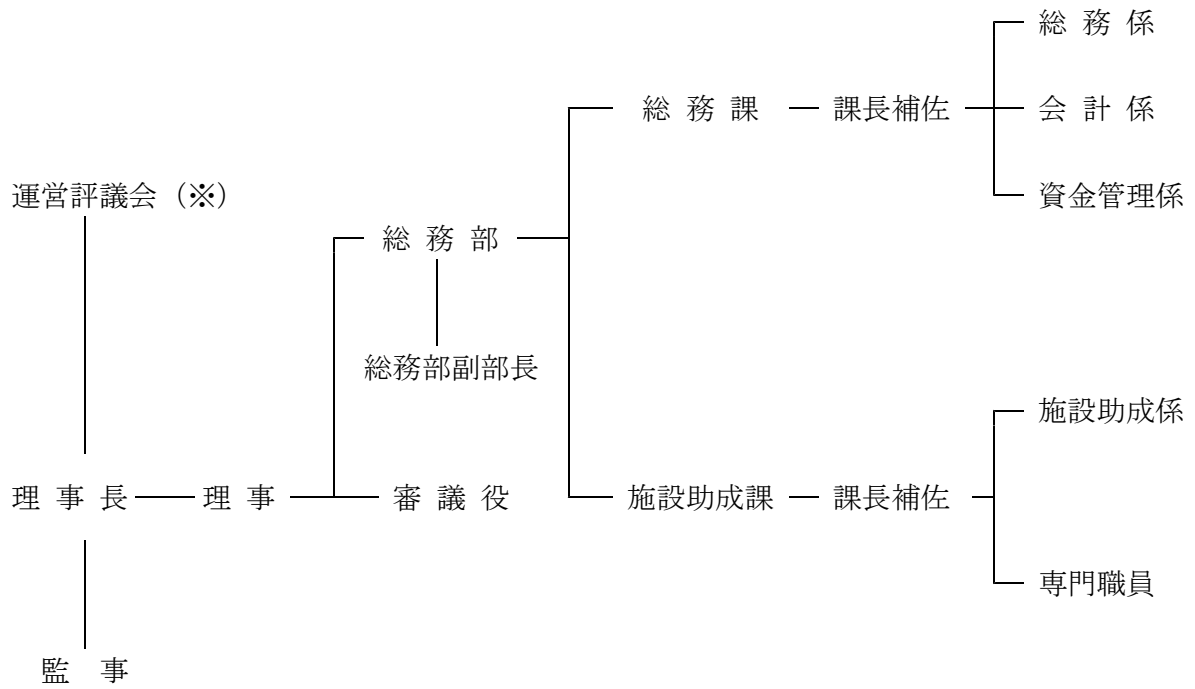 総 務 係
総 務 課
課長補佐
会 計 係
運営評議会（※）
資金管理係
総 務 部
総務部副部長
施設助成係
理 事 長
理 事
審 議 役
施設助成課
課長補佐
専門職員
監 事